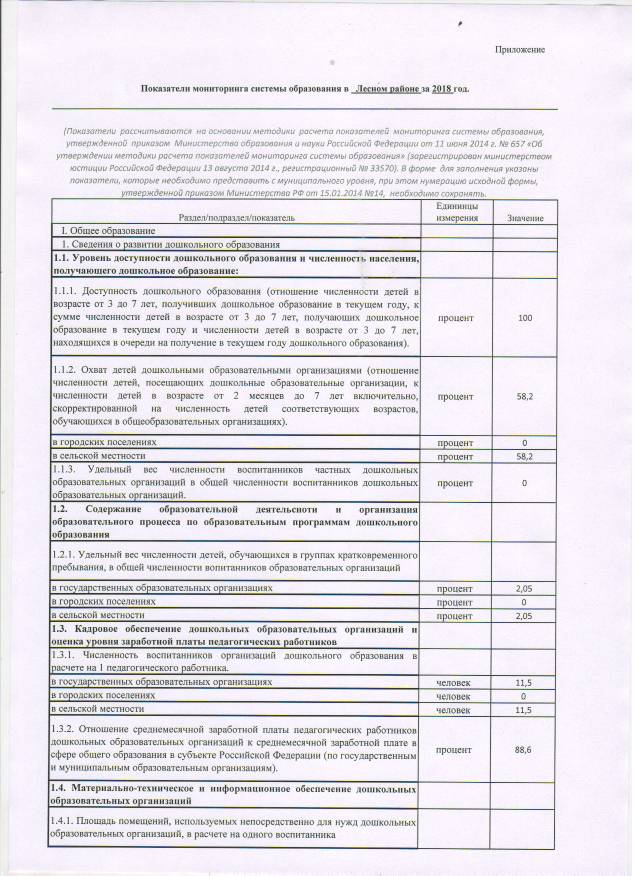 Приложение
Показатели мониторинга системы образования в Лесном районе за 2018 год.
(Показатели рассчитываются на основании методики расчета показателей мониторинга системы образования,
утвержденной приказом Министерства образования и науки Российской Федерации от 11 июня 2014 г. № 657 «Об
утверждении методики расчета показателей мониторинга системы образования» (зарегистрирован министерством
юстиции Российской Федерации 13 августа 2014 г., регистрационный № 33570). В форме для заполнения указаны
показатели, которые необходимо представить с муниципального уровня, при этом нумерацию исходной формы,
утвержденной приказом Министерства РФ от 15.01.2014 №14, необходимо сохранять.
Раздел/подраздел/показатель Единицы измерения Значение
I. Общее образование
1. Сведения о развитии дошкольного образования
1.1. Уровень доступности дошкольного образования и численность населения,
получающего дошкольное образование:
1.1.1. Доступность дошкольного образования (отношение численности детей в
возрасте от 3 до 7 лет, получивших дошкольное образование в текущем году, к
сумме численности детей в возрасте от 3 до 7 лет, получающих дошкольное
образование в текущем году и численности детей в возрасте от 3 до 7 лет,
находящихся в очереди на получение в текущем году дошкольного образования).
процент 100
1.1.2. Охват детей дошкольными образовательными организациями (отношение
численности детей, посещающих дошкольные образовательные организации, к
численности детей в возрасте от 2 месяцев до 7 лет включительно,
скорректированной на численность детей соответствующих возрастов,
обучающихся в общеобразовательных организациях).
процент 58,2
в городских поселениях процент 0
в сельской местности процент 58,2
1.1.3. Удельный вес численности воспитанников частных дошкольных
образовательных организаций в общей численности воспитанников дошкольных
образовательных организаций.
процент 0
1.2. Содержание образовательной деятельсноти и организация
образовательного процесса по образовательным программам дошкольного
образования
1.2.1. Удельный вес численности детей, обучающихся в группах кратковременного
пребывания, в общей численности вопитанников образовательных организаций
в государственных образовательных организациях процент 2,05
в городских поселениях процент 0
в сельской местности процент 2,05
1.3. Кадровое обеспечение дошкольных образовательных организаций и
оценка уровня заработной платы педагогических работников
1.3.1. Численность воспитанников организаций дошкольного образования в
расчете на 1 педагогического работника.
в государственных образовательных организациях человек 11,5
в городских поселениях человек 0
в сельской местности человек 11,5
1.3.2. Отношение среднемесячной заработной платы педагогических работников
дошкольных образовательных организаций к среднемесячной заработной плате в
сфере общего образования в субъекте Российской Федерации (по государственным
и муниципальным образовательным организациям).
процент 88,6
1.4. Материально-техническое и информационное обеспечение дошкольных
образовательных организаций
1.4.1. Площадь помещений, используемых непосредственно для нужд дошкольных
образовательных организаций, в расчете на одного воспитанника